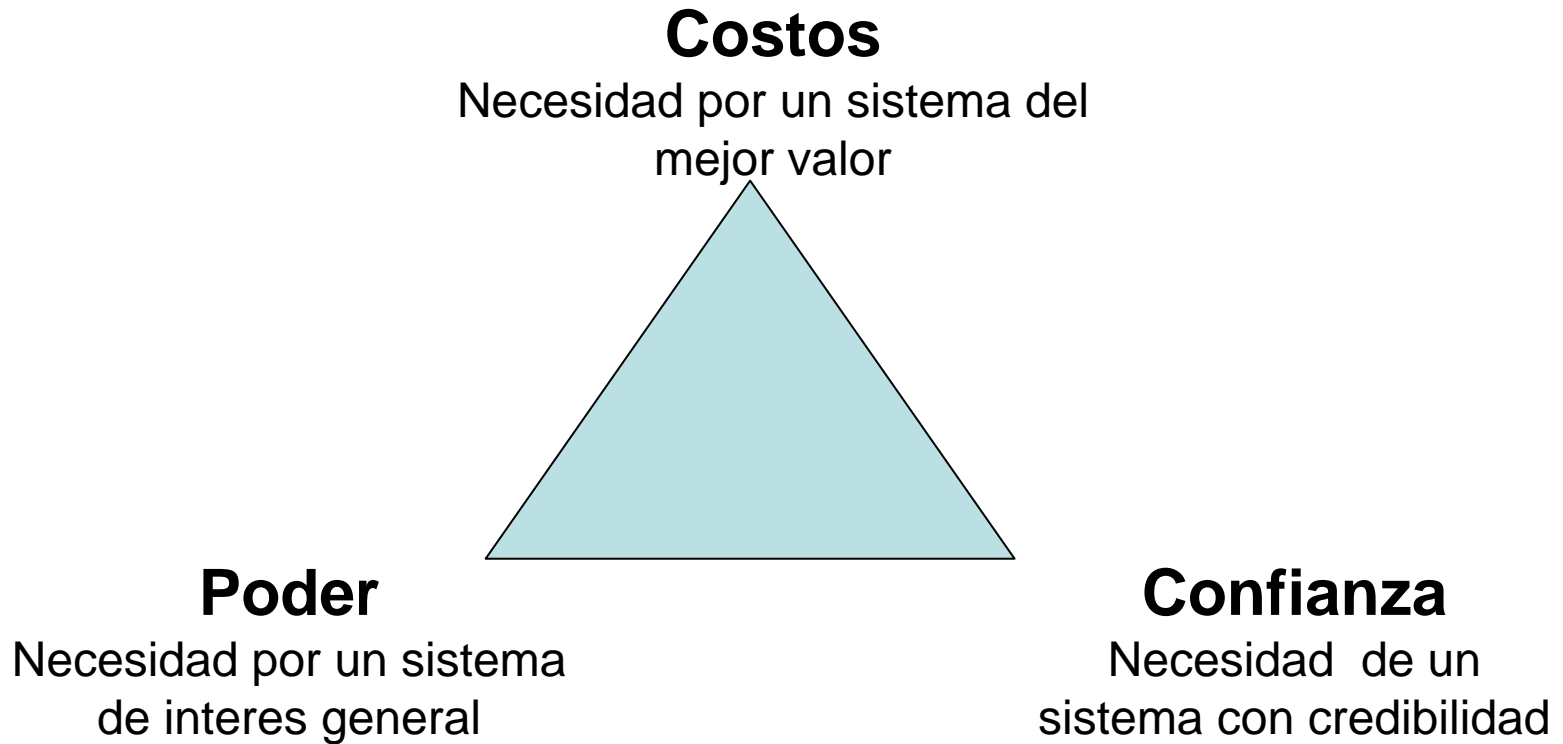 Costos
Necesidad por un sistema del
mejor valor
Poder
Necesidad por un sistema
de interes general
Confianza
Necesidad de un
sistema con credibilidad